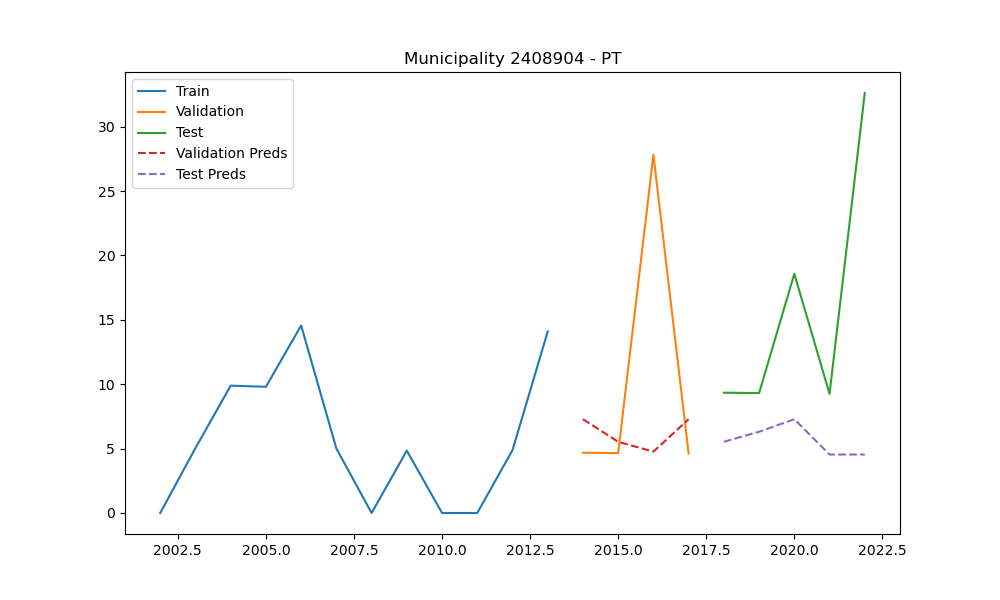 Municipality 2408904 - PT
Train
Validation
Test
Validation Preds
Test Preds
30
25
20
15
10
5
0
2002.5 2005.0 2007.5 2010.0 2012.5 2015.0 2017.5 2020.0 2022.5